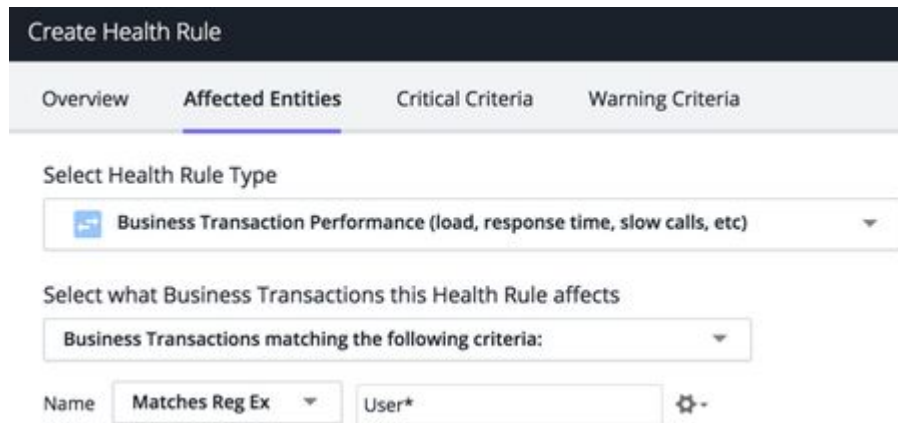 Create Health Rule
Overview Affected Entities Critical Criteria Warning Criteria
Select Health Rule Type
Business Transaction Performance (load, response time, slow calls, etc)
Select what Business Transactions this Health Rule affects
Business Transactions matching the following criteria:
Name Matches Reg Ex User*